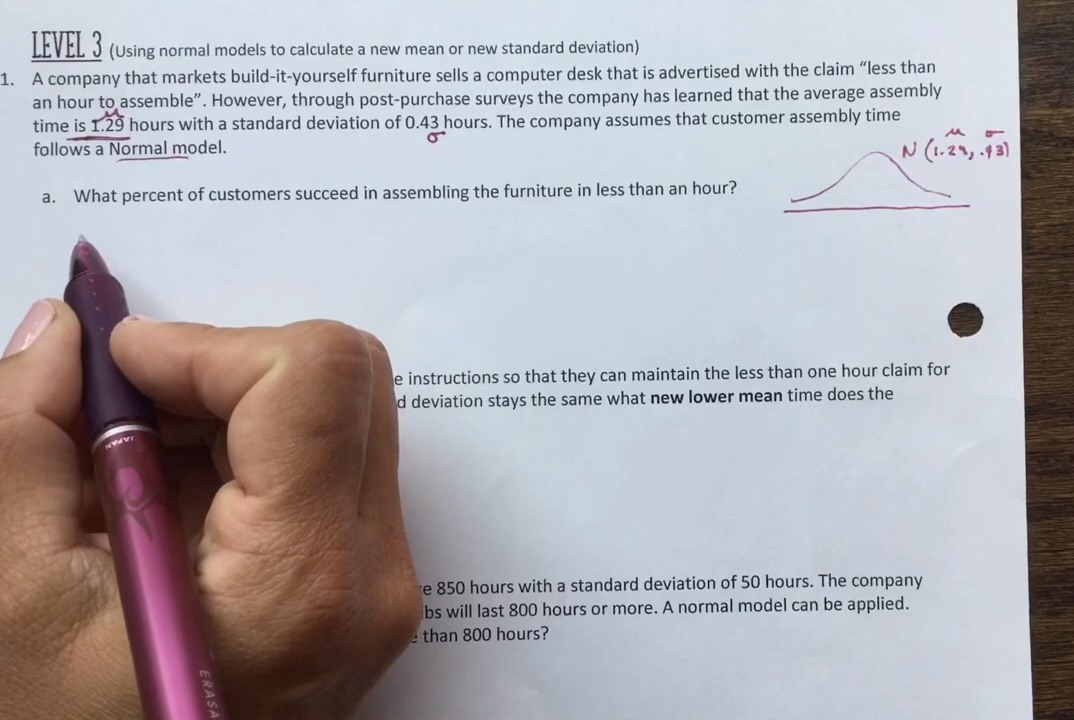 LEVEL 3 (Using normal models to calculate a new mean or new standard deviation)
1. A company that markets build-it-yourself furniture sells a computer desk that is advertised with the claim “less than
an hour to assemble”. However, through post-purchase surveys the company has learned that the average assembly
μ
time is 1.29 hours with a standard deviation of 0.43 hours. The company assumes that customer assembly time
σ
μ σ
follows a Normal model.
N (1.29, .43)
a. What percent of customers succeed in assembling the furniture in less than an hour?
e instructions so that they can maintain the less than one hour claim for
d deviation stays the same what new lower mean time does the
e 850 hours with a standard deviation of 50 hours. The company
bs will last 800 hours or more. A normal model can be applied.
than 800 hours?
JAPAN
ERASA